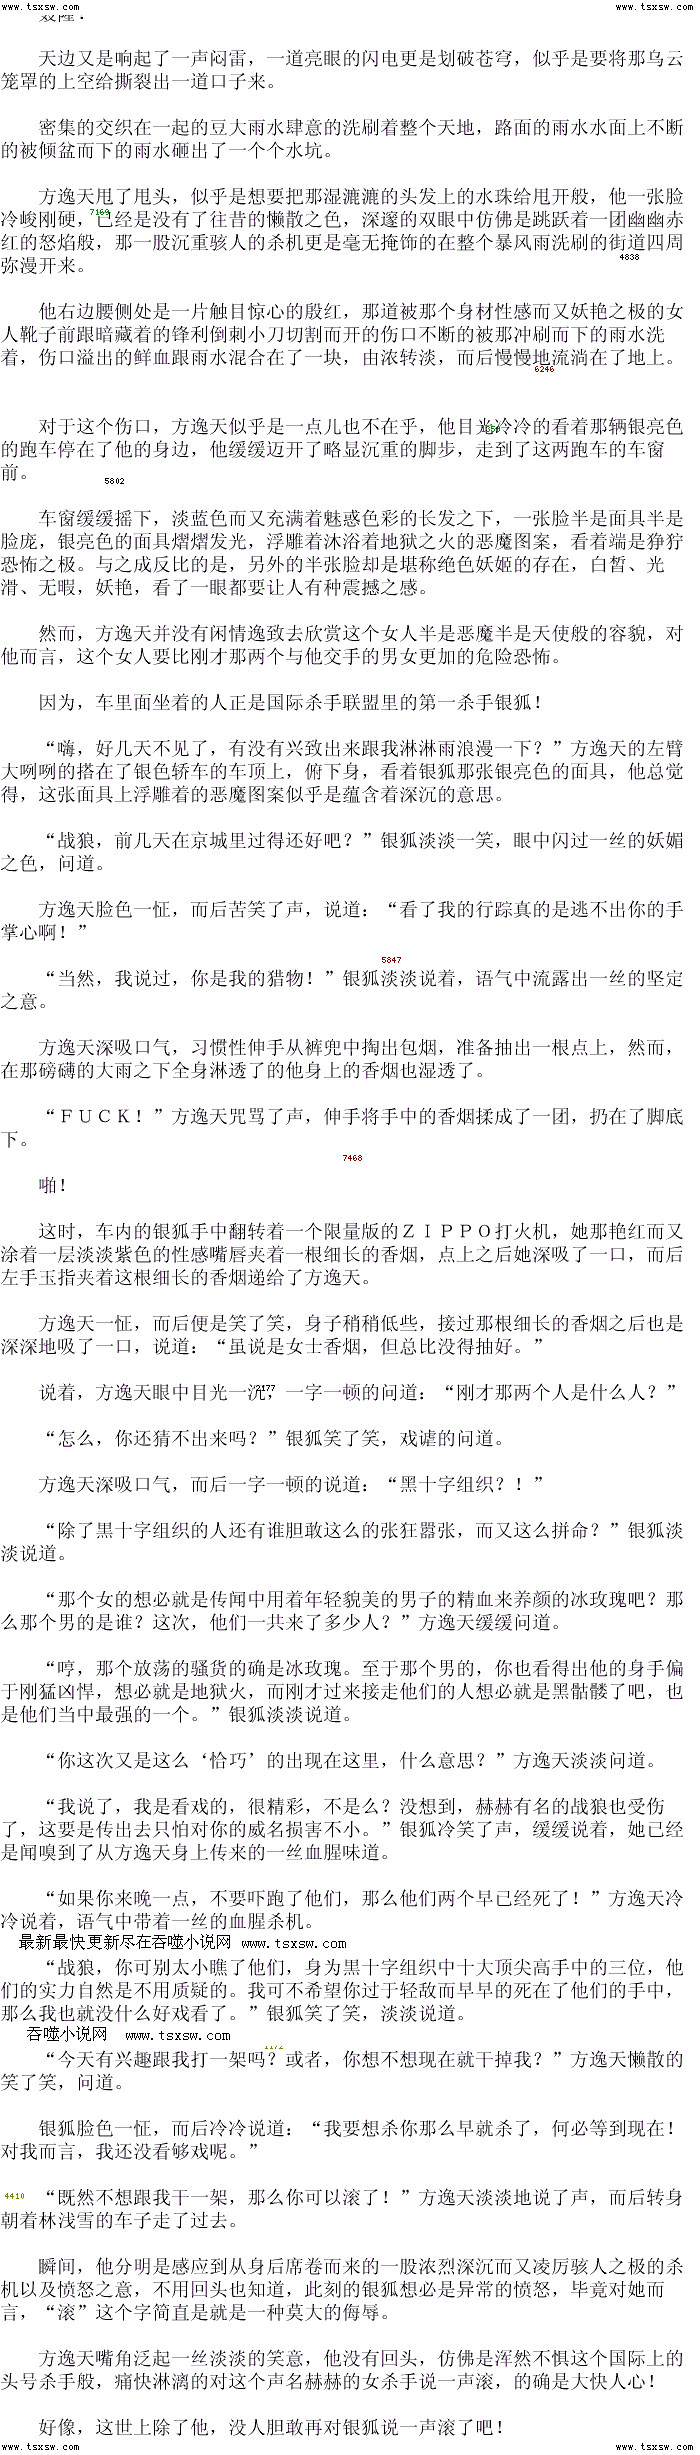 www.tsxsw.com www.tsxsw.com
天边又是响起了一声闷雷，一道亮眼的闪电更是划破苍穹，似乎是要将那乌云
笼罩的上空给撕裂出一道口子来。
密集的交织在一起的豆大雨水肆意的洗刷着整个天地，路面的雨水水面上不断
的被倾盆而下的雨水砸出了一个个水坑。
方逸天甩了甩头，似乎是想要把那湿漉漉的头发上的水珠给甩开般，他一张脸
7169
冷峻刚硬，已经是没有了往昔的懒散之色，深邃的双眼中仿佛是跳跃着一团幽幽赤
红的怒焰般，那一股沉重骇人的杀机更是毫无掩饰的在整个暴风雨洗刷的街道四周
4838
弥漫开来。
他右边腰侧处是一片触目惊心的殷红，那道被那个身材性感而又妖艳之极的女
人靴子前跟暗藏着的锋利倒刺小刀切割而开的伤口不断的被那冲刷而下的雨水洗
着，伤口溢出的鲜血跟雨水混合在了一块，由浓转淡，而后慢慢地流淌在了地上。
6246
对于这个伤口，方逸天似乎是一点儿也不在乎，他目光冷冷的看着那辆银亮色
的跑车停在了他的身边，他缓缓迈开了略显沉重的脚步，走到了这两跑车的车窗
前。
5802
车窗缓缓摇下，淡蓝色而又充满着魅惑色彩的长发之下，一张脸半是面具半是
脸庞，银亮色的面具熠熠发光，浮雕着沐浴着地狱之火的恶魔图案，看着端是狰狞
恐怖之极。与之成反比的是，另外的半张脸却是堪称绝色妖姬的存在，白皙、光
滑、无暇，妖艳，看了一眼都要让人有种震撼之感。
然而，方逸天并没有闲情逸致去欣赏这个女人半是恶魔半是天使般的容貌，对
他而言，这个女人要比刚才那两个与他交手的男女更加的危险恐怖。
因为，车里面坐着的人正是国际杀手联盟里的第一杀手银狐！
“嗨，好几天不见了，有没有兴致出来跟我淋淋雨浪漫一下？”方逸天的左臂
大咧咧的搭在了银色轿车的车顶上，俯下身，看着银狐那张银亮色的面具，他总觉
得，这张面具上浮雕着的恶魔图案似乎是蕴含着深沉的意思。
“战狼，前几天在京城里过得还好吧？”银狐淡淡一笑，眼中闪过一丝的妖媚
之色，问道。
方逸天脸色一怔，而后苦笑了声，说道：“看了我的行踪真的是逃不出你的手
掌心啊！”
5847
“当然，我说过，你是我的猎物！”银狐淡淡说着，语气中流露出一丝的坚定
之意。
方逸天深吸口气，习惯性伸手从裤兜中掏出包烟，准备抽出一根点上，然而，
在那磅礴的大雨之下全身淋透了的他身上的香烟也湿透了。
“ＦＵＣＫ！”方逸天咒骂了声，伸手将手中的香烟揉成了一团，扔在了脚底
下。
7468
啪！
这时，车内的银狐手中翻转着一个限量版的ＺＩＰＰＯ打火机，她那艳红而又
涂着一层淡淡紫色的性感嘴唇夹着一根细长的香烟，点上之后她深吸了一口，而后
左手玉指夹着这根细长的香烟递给了方逸天。
方逸天一怔，而后便是笑了笑，身子稍稍低些，接过那根细长的香烟之后也是
深深地吸了一口，说道：“虽说是女士香烟，但总比没得抽好。”
说着，方逸天眼中目光一沉，一字一顿的问道：“刚才那两个人是什么人？”
“怎么，你还猜不出来吗？”银狐笑了笑，戏谑的问道。
方逸天深吸口气，而后一字一顿的说道：“黑十字组织？！”
“除了黑十字组织的人还有谁胆敢这么的张狂嚣张，而又这么拼命？”银狐淡
淡说道。
“那个女的想必就是传闻中用着年轻貌美的男子的精血来养颜的冰玫瑰吧？那
么那个男的是谁？这次，他们一共来了多少人？”方逸天缓缓问道。
“哼，那个放荡的骚货的确是冰玫瑰。至于那个男的，你也看得出他的身手偏
于刚猛凶悍，想必就是地狱火，而刚才过来接走他们的人想必就是黑骷髅了吧，也
是他们当中最强的一个。”银狐淡淡说道。
“你这次又是这么‘恰巧’的出现在这里，什么意思？”方逸天淡淡问道。
“我说了，我是看戏的，很精彩，不是么？没想到，赫赫有名的战狼也受伤
了，这要是传出去只怕对你的威名损害不小。”银狐冷笑了声，缓缓说着，她已经
是闻嗅到了从方逸天身上传来的一丝血腥味道。
“如果你来晚一点，不要吓跑了他们，那么他们两个早已经死了！”方逸天冷
冷说着，语气中带着一丝的血腥杀机。
最新最快更新尽在吞噬小说网 www.tsxsw.com
“战狼，你可别太小瞧了他们，身为黑十字组织中十大顶尖高手中的三位，他
们的实力自然是不用质疑的。我可不希望你过于轻敌而早早的死在了他们的手中，
那么我也就没什么好戏看了。”银狐笑了笑，淡淡说道。
吞噬小说网 www.tsxsw.com
“今天有兴趣跟我打一架吗？或者，你想不想现在就干掉我？”方逸天懒散的
笑了笑，问道。
银狐脸色一怔，而后冷冷说道：“我要想杀你那么早就杀了，何必等到现在！
对我而言，我还没看够戏呢。”
4410
“既然不想跟我干一架，那么你可以滚了！”方逸天淡淡地说了声，而后转身
朝着林浅雪的车子走了过去。
瞬间，他分明是感应到从身后席卷而来的一股浓烈深沉而又凌厉骇人之极的杀
机以及愤怒之意，不用回头也知道，此刻的银狐想必是异常的愤怒，毕竟对她而
言，“滚”这个字简直是就是一种莫大的侮辱。
方逸天嘴角泛起一丝淡淡的笑意，他没有回头，仿佛是浑然不惧这个国际上的
头号杀手般，痛快淋漓的对这个声名赫赫的女杀手说一声滚，的确是大快人心！
好像，这世上除了他，没人胆敢再对银狐说一声滚了吧！
www.tsxsw.com www.tsxsw.com